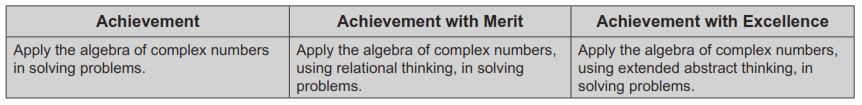 Achievement
Achievement with Merit
Achievement with Excellence
Apply the algebra of complex numbers
in solving problems.
Apply the algebra of complex numbers,
using relational thinking, in solving
problems.
Apply the algebra of complex numbers,
using extended abstract thinking, in
solving problems.